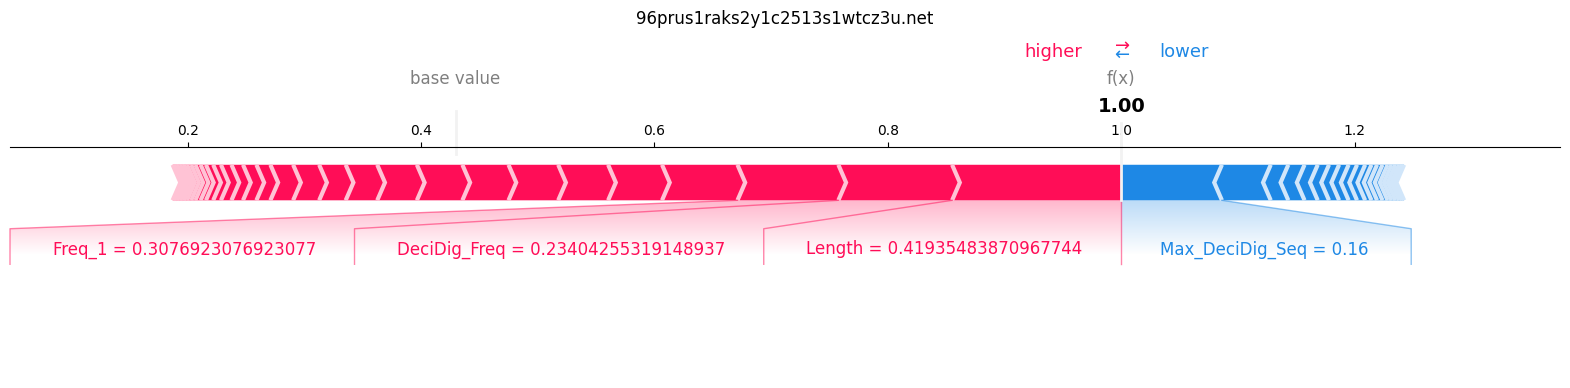 96prus1raks2y1c2513s1wtcz3u.net
higher ⇄ lower
base value f(x)
1.00
0.2 0.4 0.6 0.8 1.0 1.2
Freq_1 = 0.3076923076923077 DeciDig_Freq = 0.23404255319148937 Length = 0.41935483870967744 Max_DeciDig_Seq = 0.16